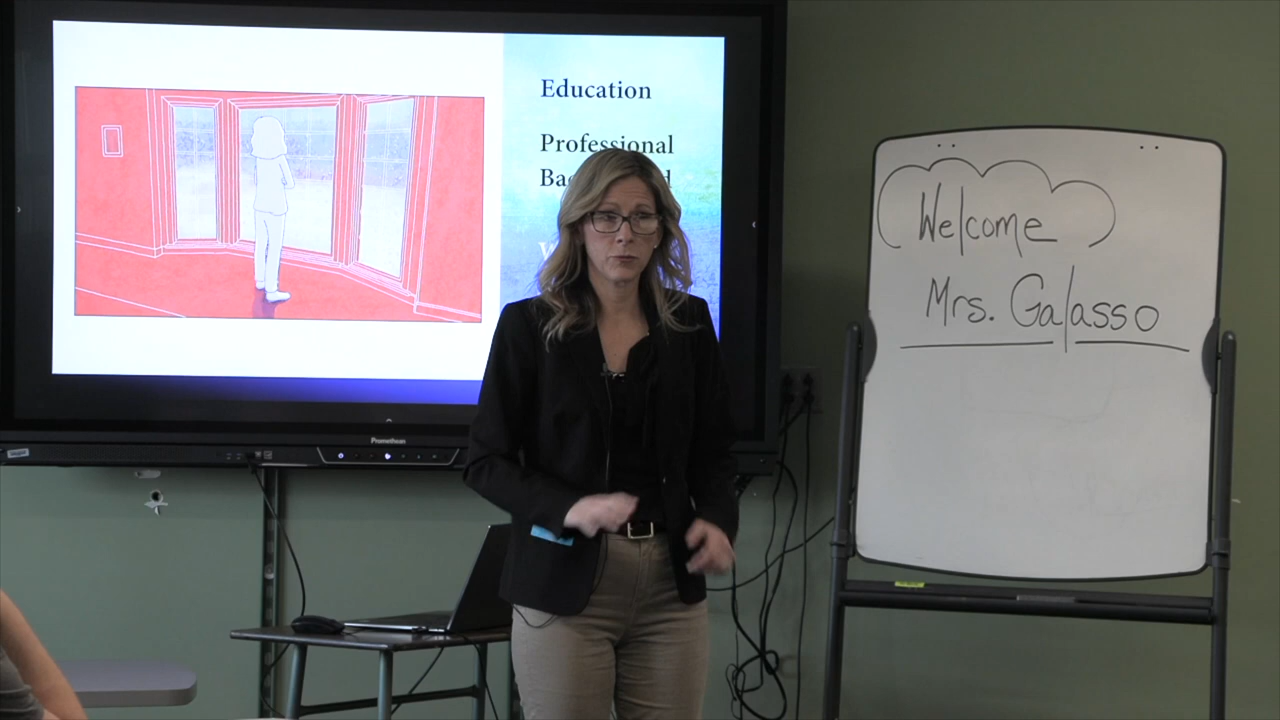 Education
Professional
Welcome
Mrs. Galasso
Promethean